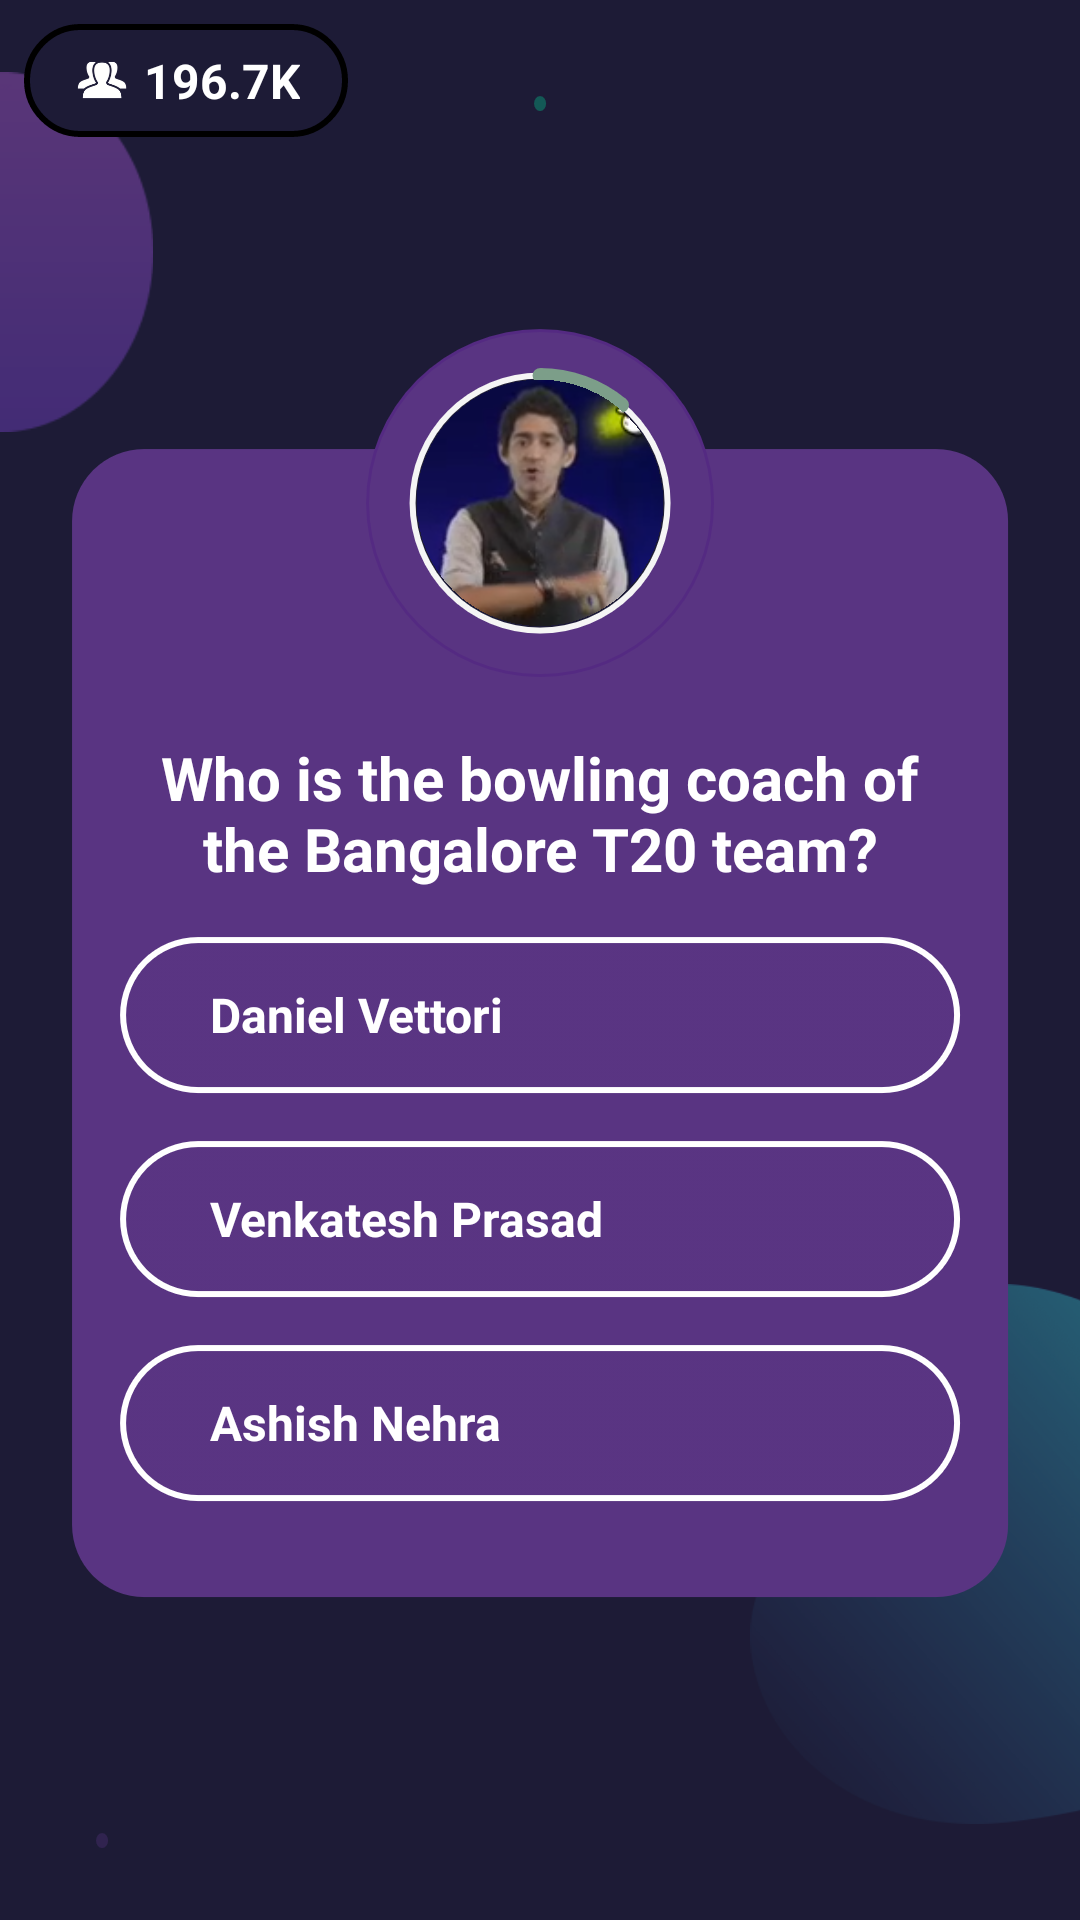 196.7K
Who is the bowling coach of
the Bangalore T20 team?
Daniel Vettori
Venkatesh Prasad
Ashish Nehra